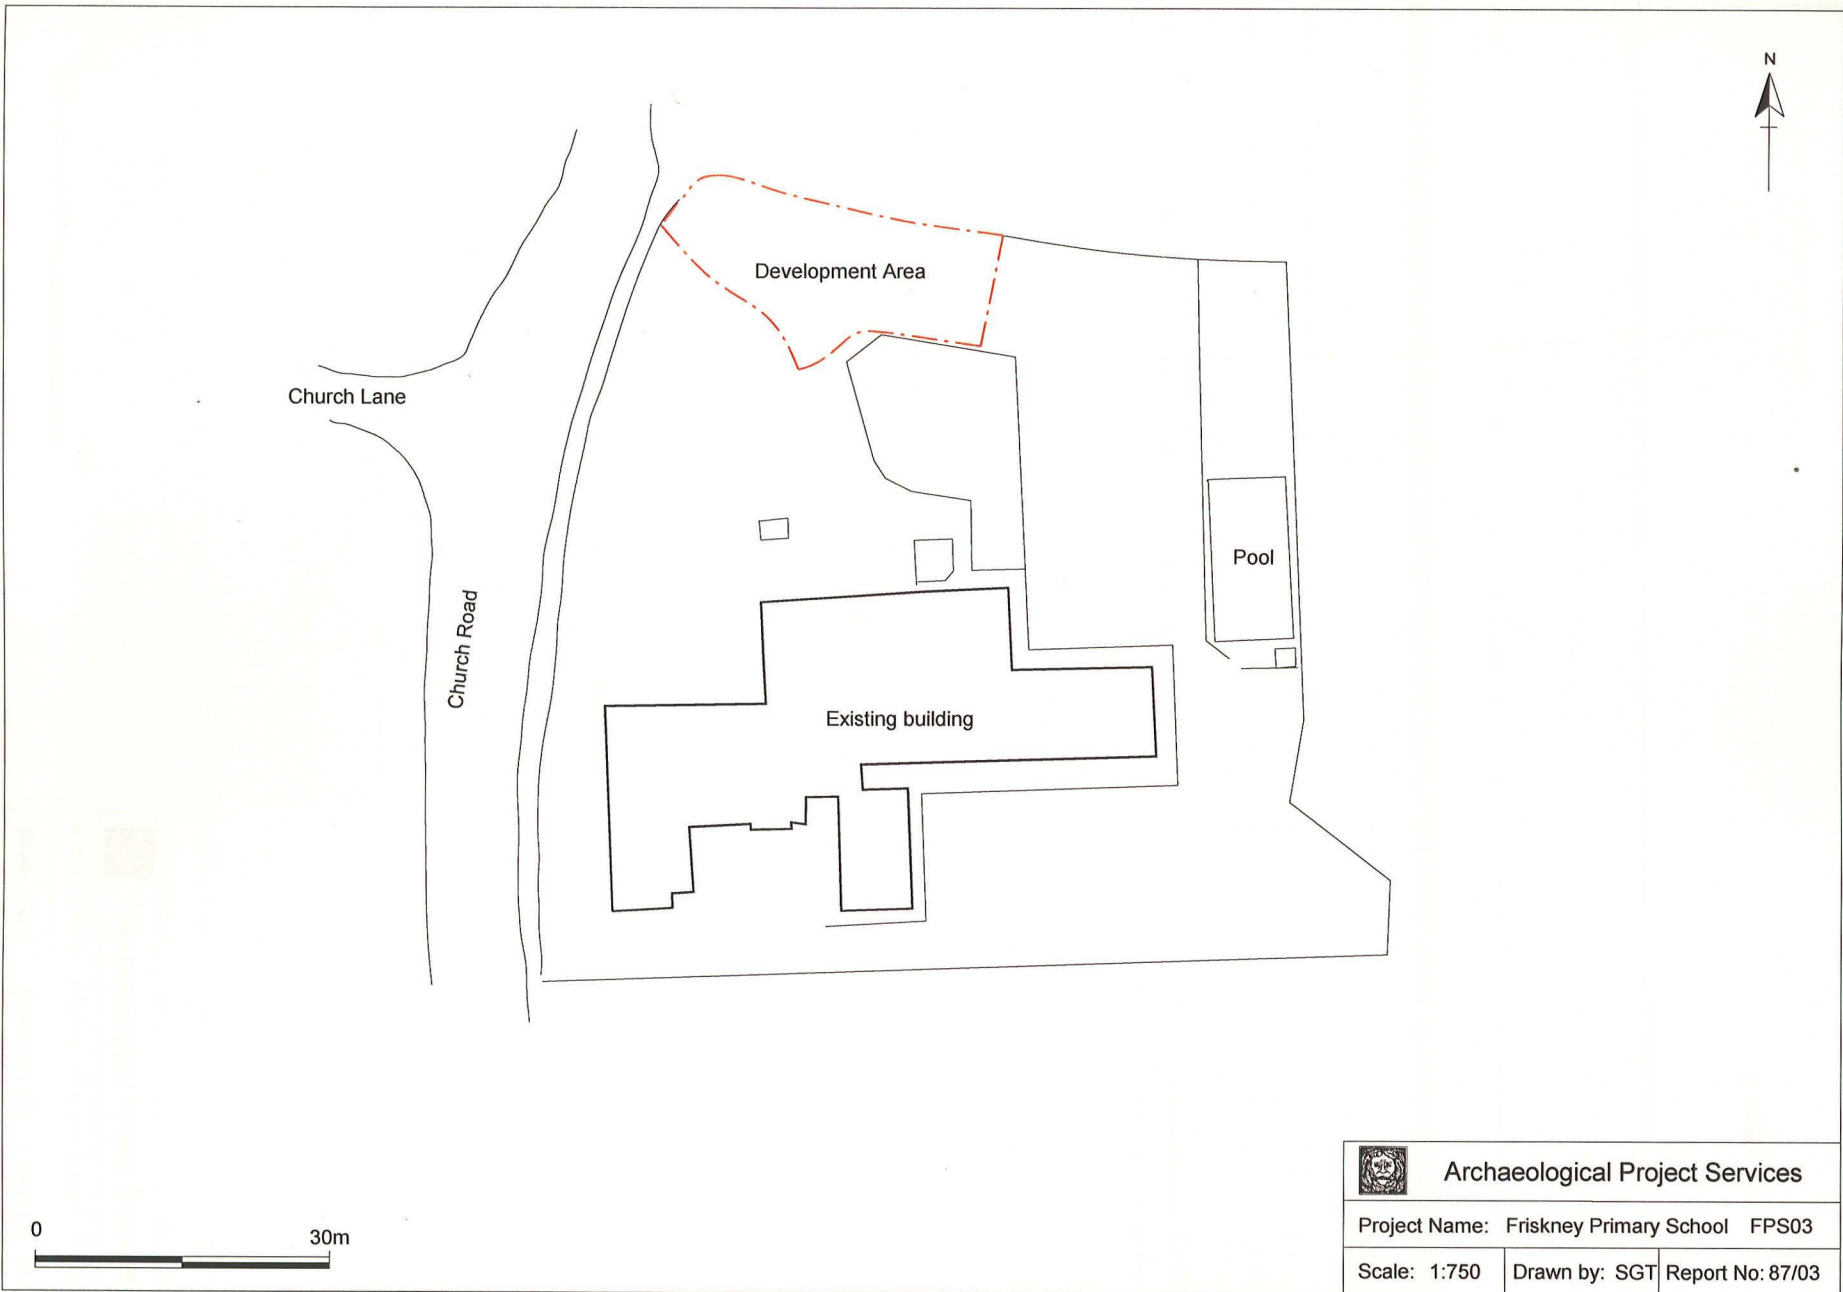 N
Development Area
Church Lane
Pool
Church Road
Existing building
0
30m
Archaeological Project Services
Project Name: Friskney Primary School FPS03
Scale: 1:750
Drawn by: SGT
Report No: 87/03